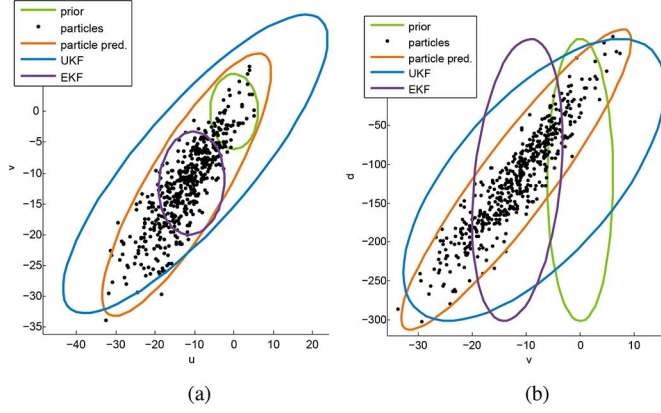 prior
particles
particle pred.
UKF
EKF
0
−5
−10
−15
−20
−25
−30
−35
v
−40 −30 −20 −10 0 10 20
u
(a)
prior
particles
particle pred.
UKF
EKF
−50
−100
−150
−200
−250
−300
d
−30 −20 −10 0 10
v
(b)